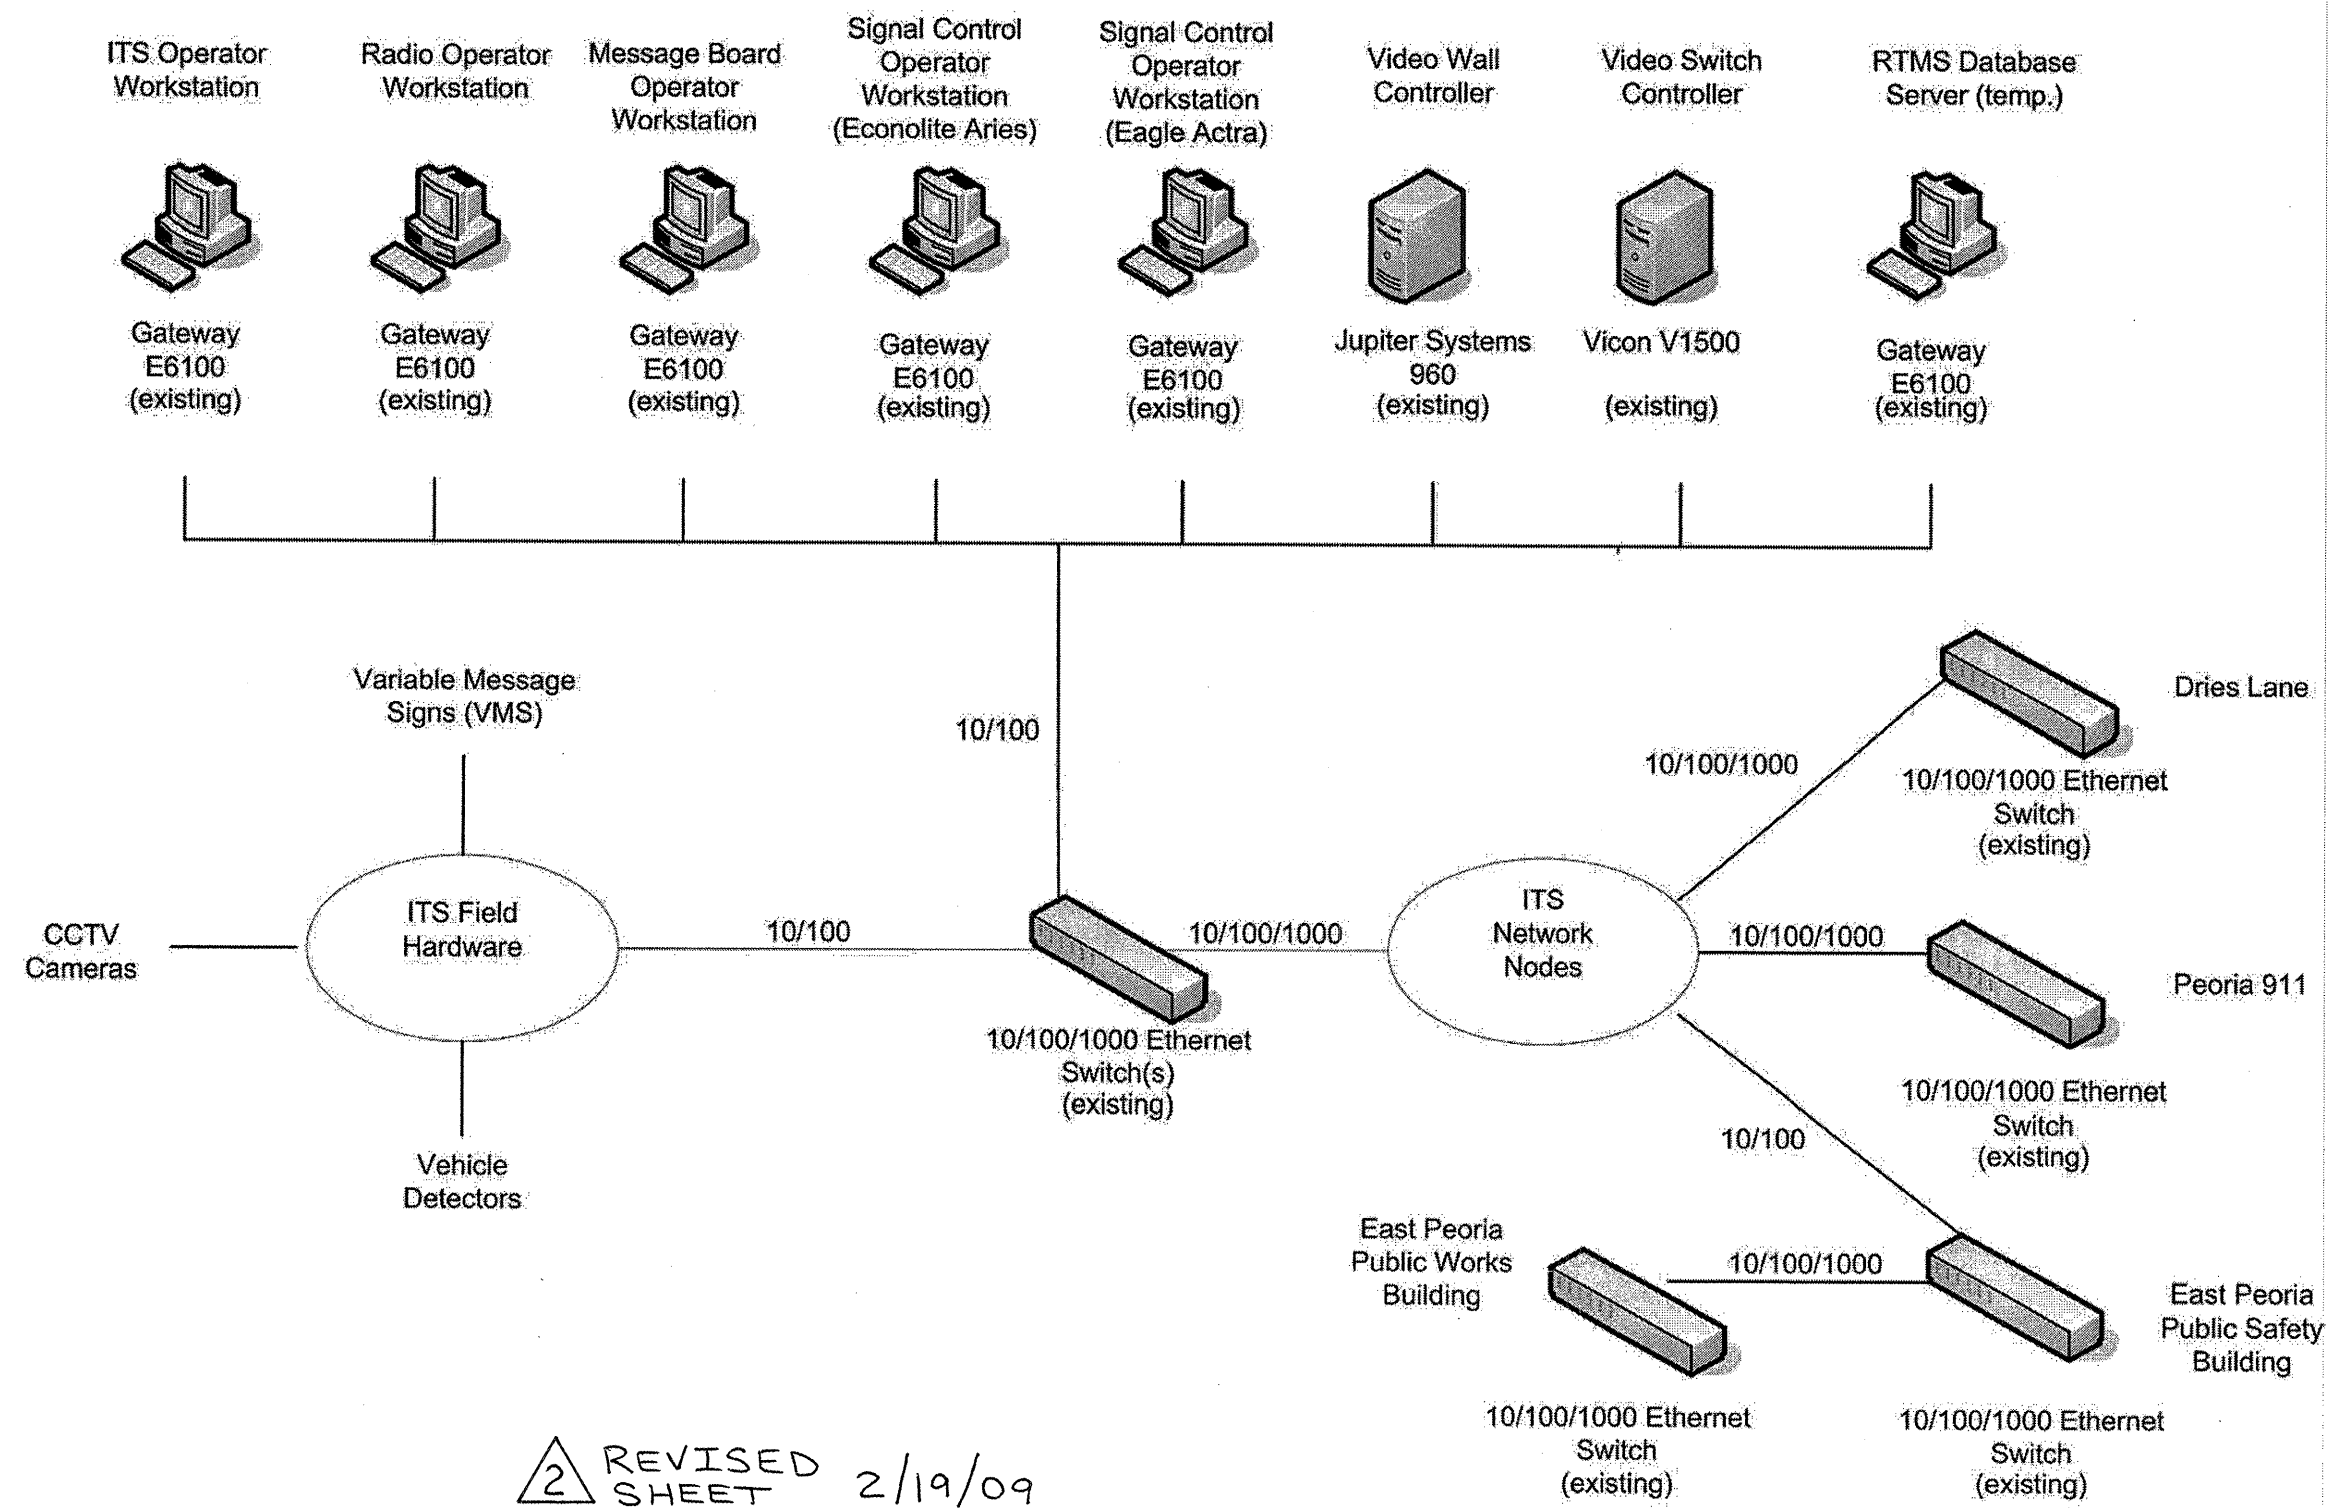 ITS Operator
Workstation
Radio Operator
Workstation
Message Board
Operator
Workstation
Signal Control
Operator
Workstation
(Econolite Aries)
Signal Control
Operator
Workstation
(Eagle Actra)
Video Wall
Controller
Video Switch
Controller
RTMS Database
Server (temp.)
Gateway
E6100
(existing)
Gateway
E6100
(existing)
Gateway
E6100
(existing)
Gateway
E6100
(existing)
Gateway
E6100
(existing)
Jupiter Systems
960
(existing)
Vicon V1500
(existing)
Gateway
E6100
(existing)
Variable Message
Signs (VMS)
10/100
Dries Lane
10/100/1000
10/100/1000 Ethernet
Switch
(existing)
CCTV
Cameras
ITS Field
Hardware
10/100
10/100/1000
ITS
Network
Nodes
10/100/1000
Peoria 911
10/100/1000 Ethernet
Switch(s)
(existing)
10/100/1000 Ethernet
Switch
(existing)
Vehicle
Detectors
10/100
East Peoria
Public Works
Building
10/100/1000
East Peoria
Public Safety
Building
10/100/1000 Ethernet
Switch
(existing)
10/100/1000 Ethernet
Switch
(existing)
2 REVISED
SHEET 2/19/09